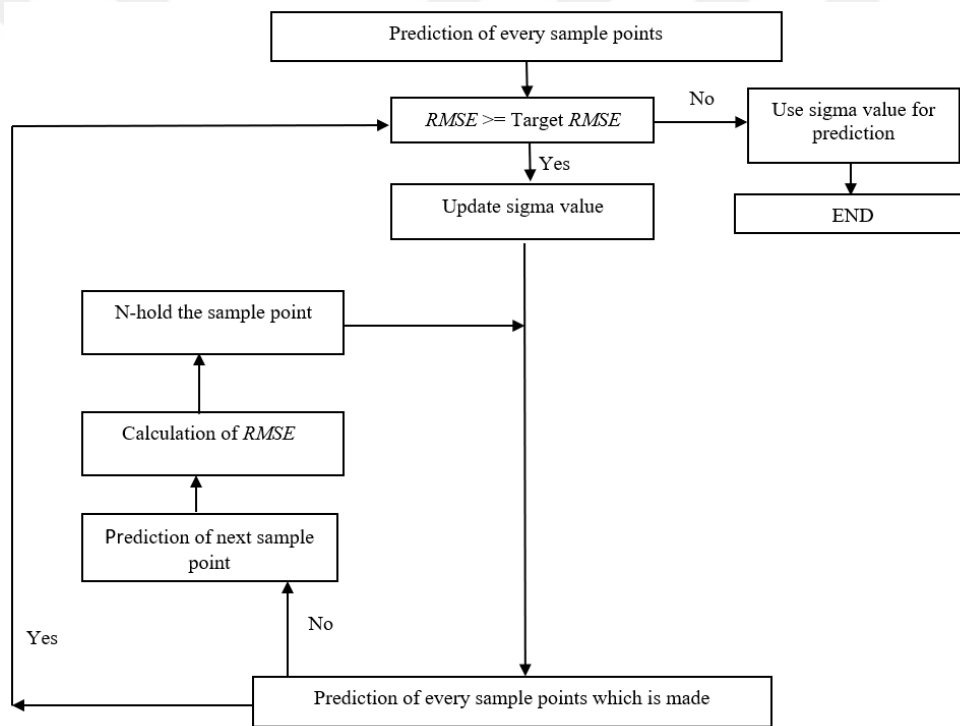 Prediction of every sample points
RMSE >= Target RMSE
No
Use sigma value for
prediction
Yes
Update sigma value
END
N-hold the sample point
Calculation of RMSE
Prediction of next sample
point
No
Yes
Prediction of every sample points which is made